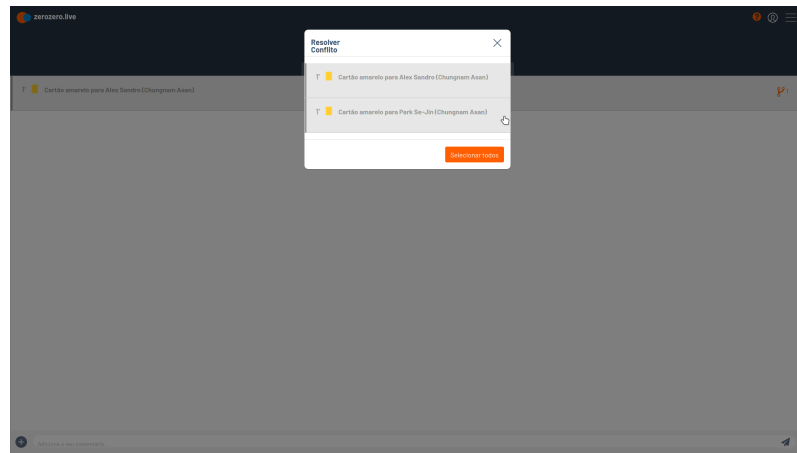 zerozero.live
Resolver
Conflito
1' Cartão amarelo para Alex Sandro (Chungnam Asan)
1' Cartão amarelo para Park Se-Jin (Chungnam Asan)
Selecionar todos
1' Cartão amarelo para Alex Sandro (Chungnam Asan)